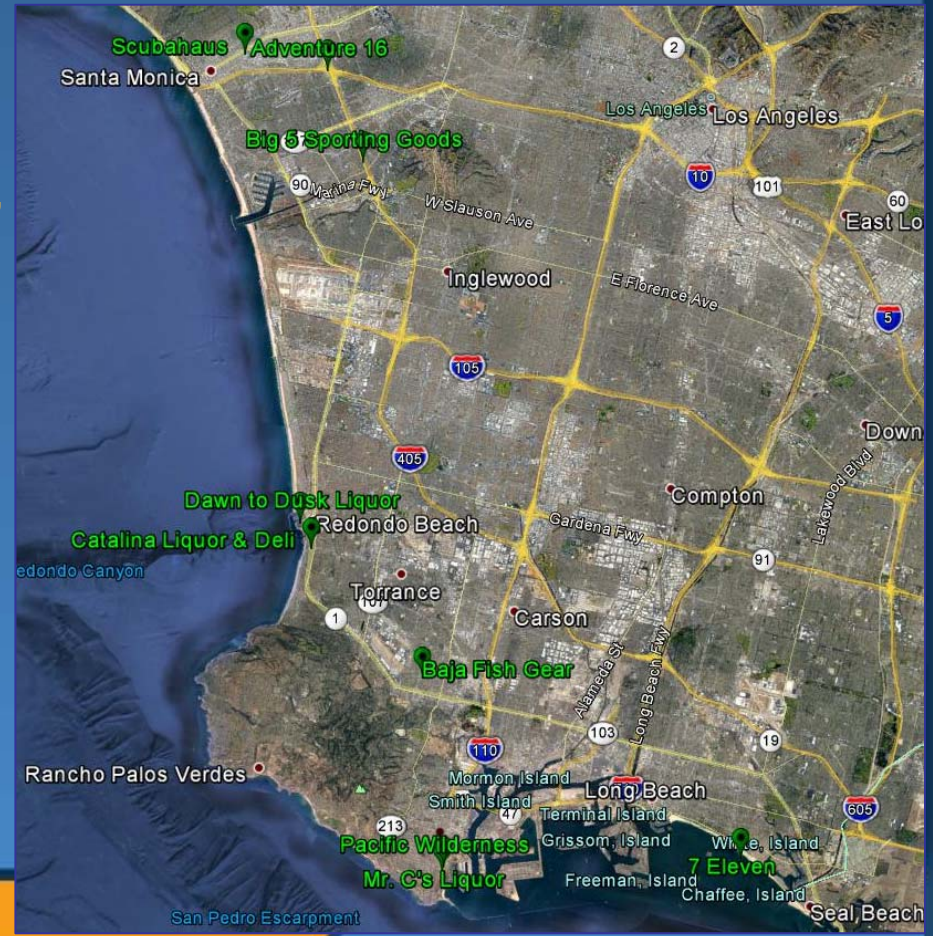 2
Scubahaus
Adventure 16
Santa Monica
Los Angeles
Los Angeles
Big 5 Sporting Goods
10
101
90
Marina Fwy
60
W Slauson Ave
East Lo
Inglewood
E Florence Ave
5
105
Down
405
Lakewood Blvd
Compton
Dawn to Dusk Liquor
Redondo Beach
Gardena Fwy
Catalina Liquor & Deli
91
edondo Canyon
Torrance
107
1
Carson
Baja Fish Gear
Alameda St
Long Beach Fwy
103
19
110
Rancho Palos Verdes
Mormon Island
Long Beach
Smith Island
47
Terminal Island
605
213
Pacific Wilderness
Grissom, Island
White, Island
7 Eleven
Mr. C's Liquor
Freeman, Island
Chaffee, Island
San Pedro Escarpment
Seal Beach